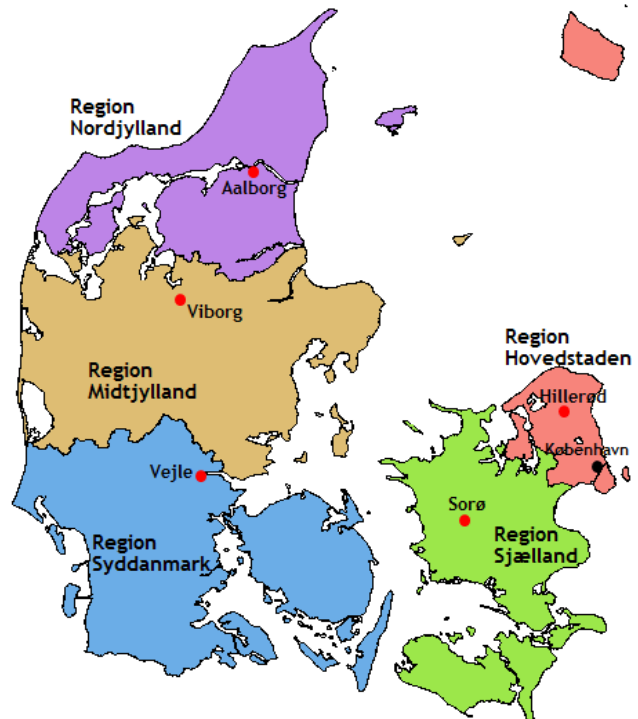 Region
Nordjylland
Aalborg
Viborg
Region
Hovedstaden
Region
Midtjylland
Hillerød
København
Vejle
Sorø
Region
Sjælland
Region
Syddanmark